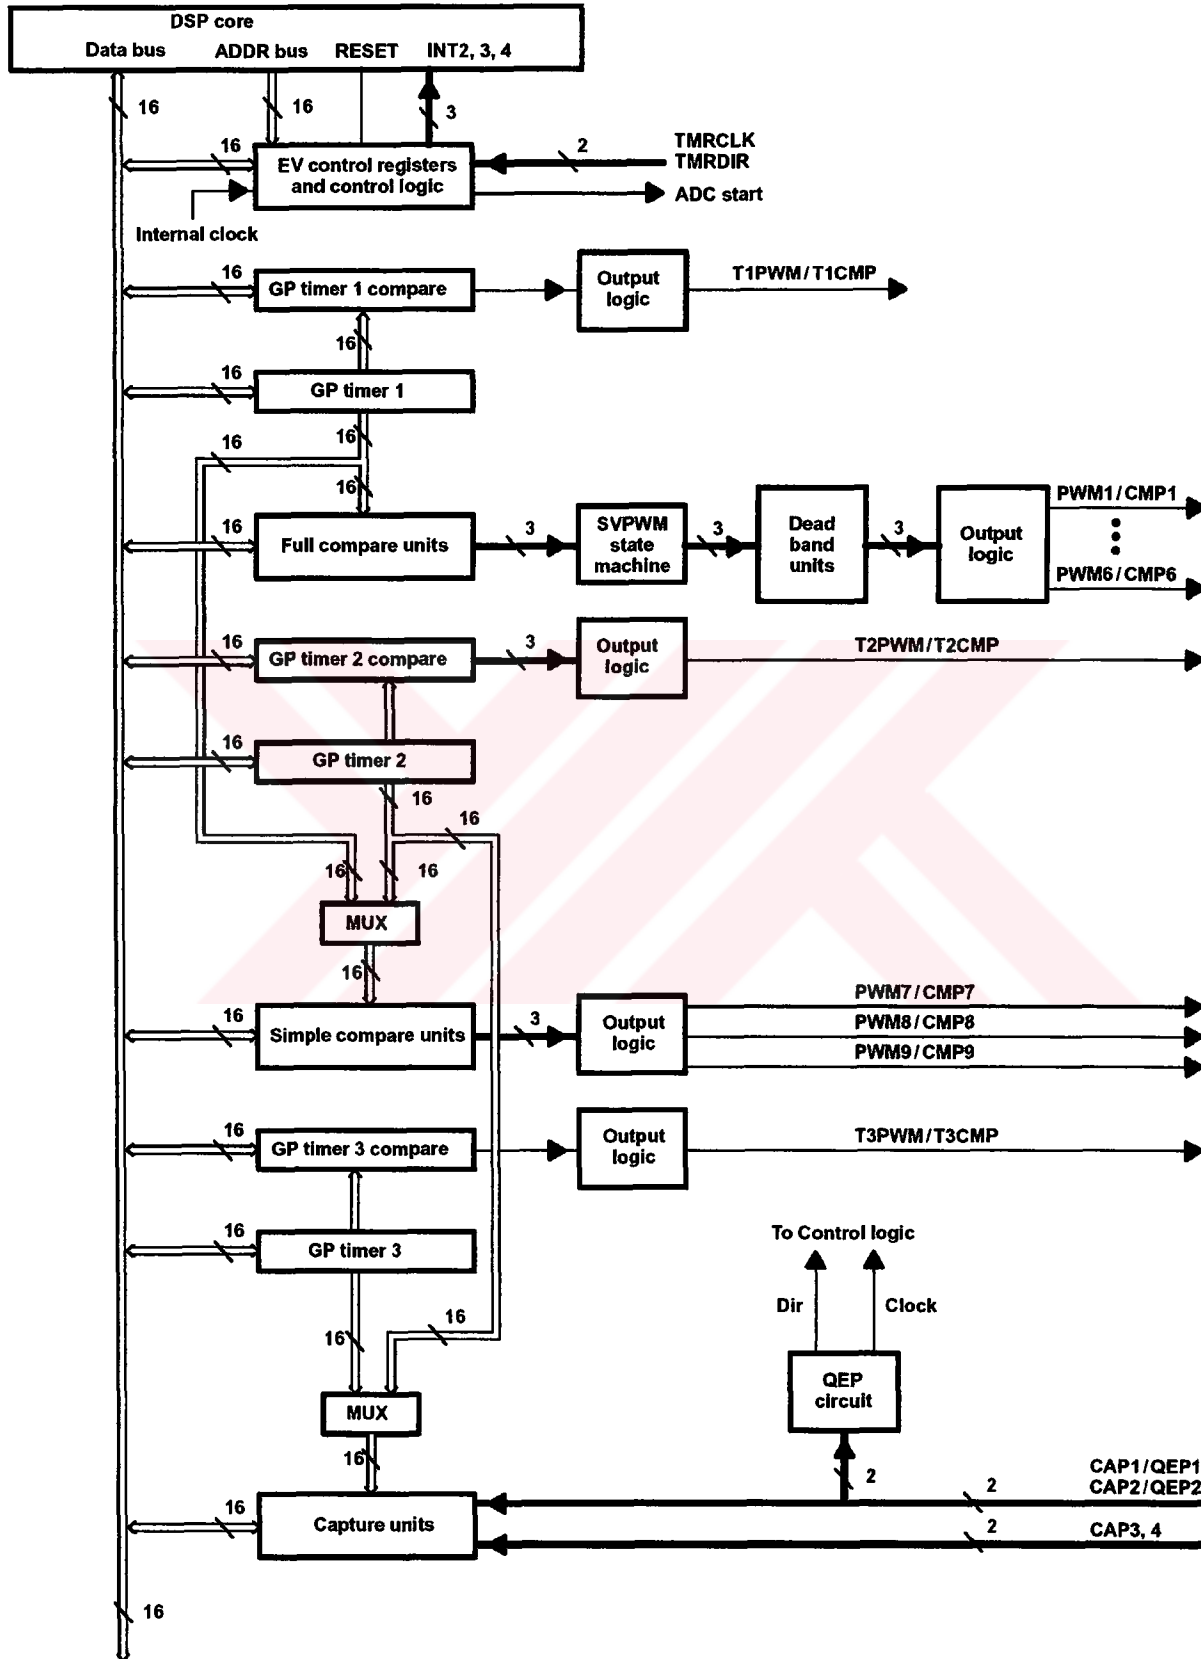 DSP core
Data bus ADDR bus RESET INT2, 3, 4
16 16 3
16 EV control registers and control logic 2 TMRCLK
TMRDIR
ADC start
Internal clock
16 GP timer 1 compare Output logic T1PWM / T1CMP
16
16 GP timer 1
16
16
16
16 Full compare units 3 SVPWM state machine 3 Dead band units 3 Output logic PWM1 / CMP1
PWM6 / CMP6
16 GP timer 2 compare 3 Output logic T2PWM / T2CMP
16 GP timer 2
16
16
16 16
MUX
16
16 Simple compare units 3 Output logic PWM7 / CMP7
PWM8 / CMP8
PWM9 / CMP9
16 GP timer 3 compare Output logic T3PWM / T3CMP
16 GP timer 3
To Control logic
Dir Clock
16 16
QEP circuit
MUX
16
2
16 Capture units 2 CAP1 / QEP1
CAP2 / QEP2
2 CAP3, 4
16